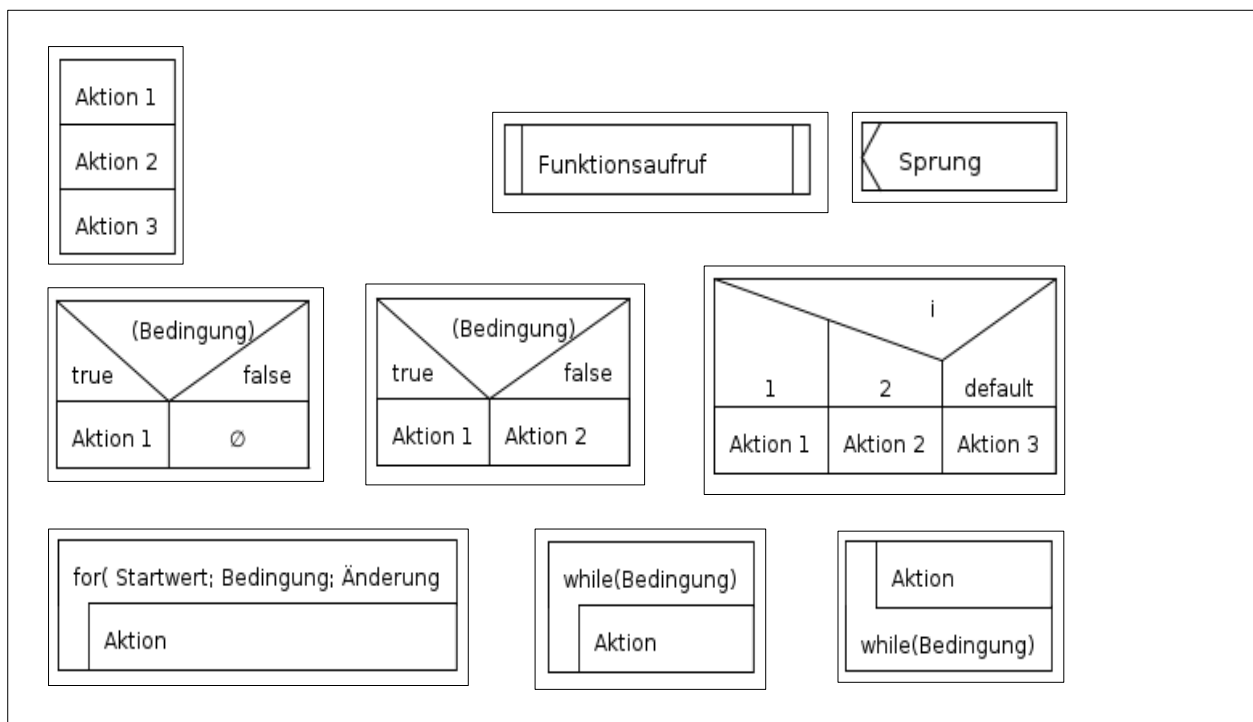 Aktion 1
Aktion 2
Aktion 3
Funktionsaufruf
Sprung
(Bedingung)
true false
Aktion 1 ∅
(Bedingung)
true false
Aktion 1 Aktion 2
i
1 2 default
Aktion 1 Aktion 2 Aktion 3
for( Startwert; Bedingung; Änderung
Aktion
while(Bedingung)
Aktion
Aktion
while(Bedingung)